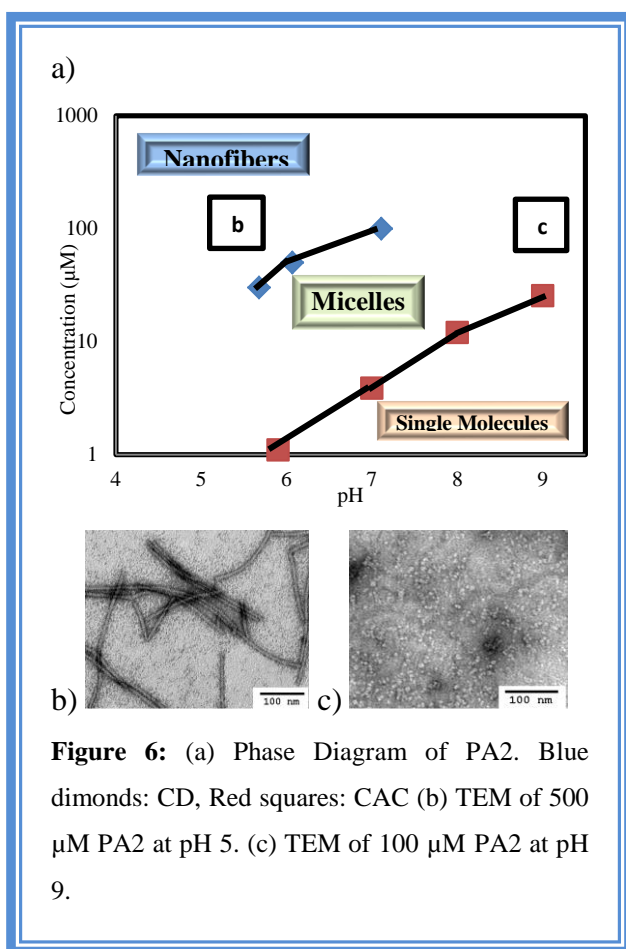 a)
1000
100
10
1
Concentration (µM)
Nanofibers
b
c
Micelles
Single Molecules
4 5 6 7 8 9
pH
100 nm
100 nm
b) c)
Figure 6: (a) Phase Diagram of PA2. Blue
dimonds: CD, Red squares: CAC (b) TEM of 500
µM PA2 at pH 5. (c) TEM of 100 µM PA2 at pH
9.